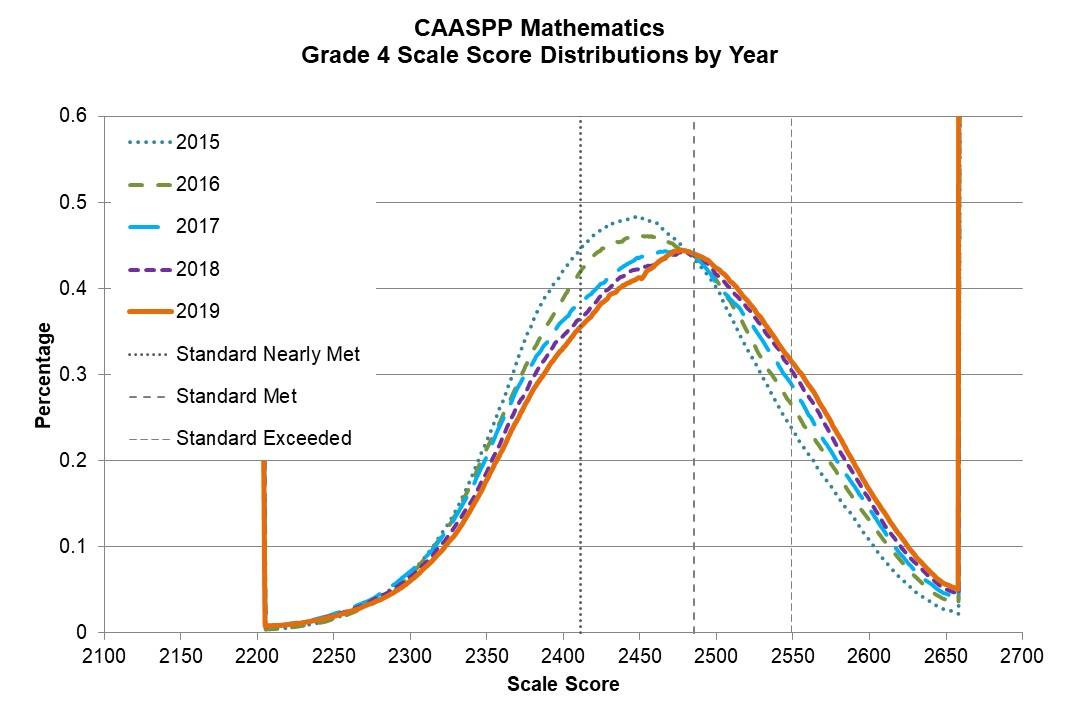 CAASPP Mathematics
Grade 4 Scale Score Distributions by Year
0.6
0.5
0.4
0.3
0.2
0.1
0
Percentage
2015
2016
2017
2018
2019
Standard Nearly Met
Standard Met
Standard Exceeded
2100 2150 2200 2250 2300 2350 2400 2450 2500 2550 2600 2650 2700
Scale Score